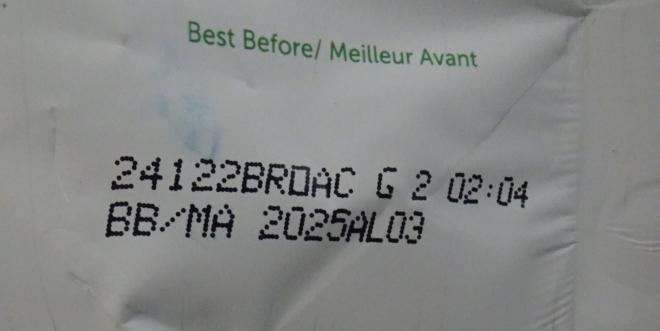 Best Before/ Meilleur Avant
24122BRDAC G 2 02:04
BB/MA 2025AL03